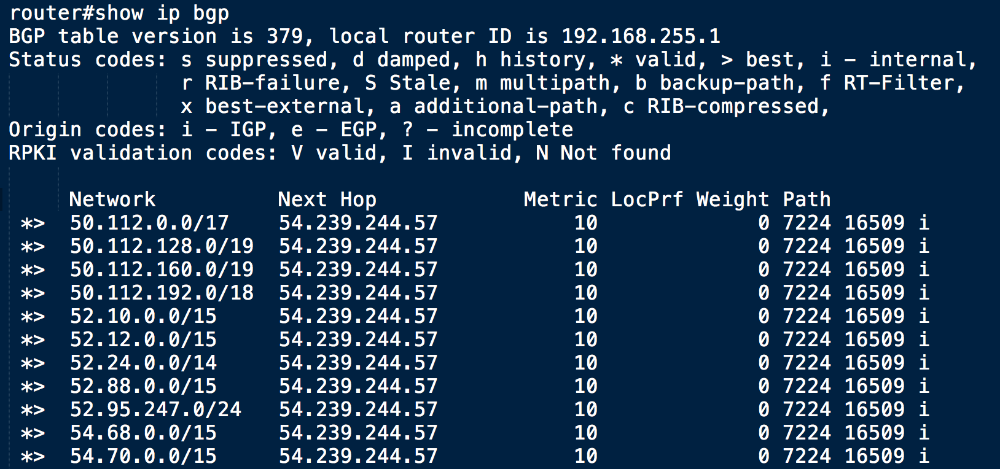 router#show ip bgp
BGP table version is 379, local router ID is 192.168.255.1
Status codes: s suppressed, d damped, h history, * valid, > best, i - internal,
              r RIB-failure, S Stale, m multipath, b backup-path, f RT-Filter,
              x best-external, a additional-path, c RIB-compressed,
Origin codes: i - IGP, e - EGP, ? - incomplete
RPKI validation codes: V valid, I invalid, N Not found

     Network          Next Hop            Metric LocPrf Weight Path
 *>  50.112.0.0/17    54.239.244.57           10             0 7224 16509 i
 *>  50.112.128.0/19  54.239.244.57           10             0 7224 16509 i
 *>  50.112.160.0/19  54.239.244.57           10             0 7224 16509 i
 *>  50.112.192.0/18  54.239.244.57           10             0 7224 16509 i
 *>  52.10.0.0/15     54.239.244.57           10             0 7224 16509 i
 *>  52.12.0.0/15     54.239.244.57           10             0 7224 16509 i
 *>  52.24.0.0/14     54.239.244.57           10             0 7224 16509 i
 *>  52.88.0.0/15     54.239.244.57           10             0 7224 16509 i
 *>  52.95.247.0/24   54.239.244.57           10             0 7224 16509 i
 *>  54.68.0.0/15     54.239.244.57           10             0 7224 16509 i
 *>  54.70.0.0/15     54.239.244.57           10             0 7224 16509 i